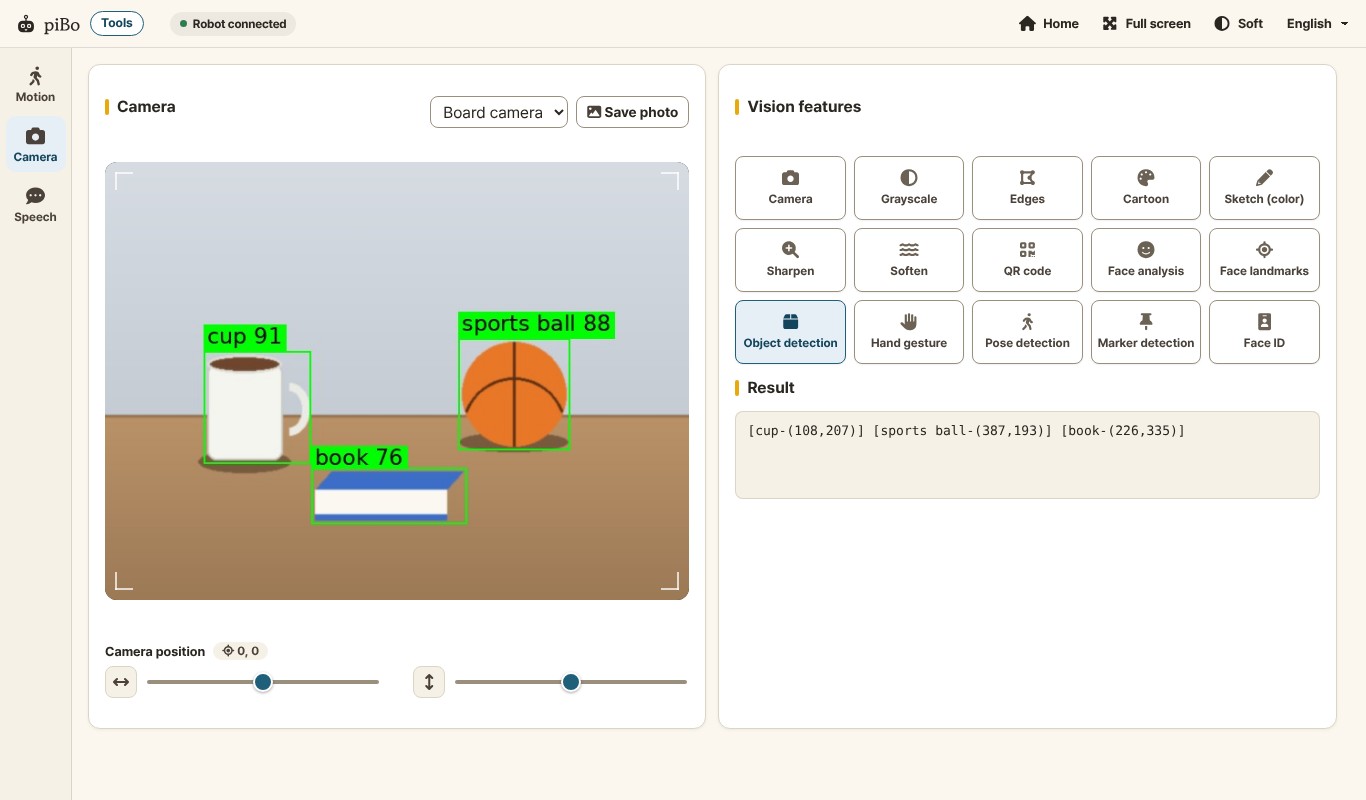 piBo
Tools
Robot connected
Home
Full screen
Soft
English
Motion
Camera
Speech
Camera
Board camera
Save photo
cup 91
sports ball 88
book 76
Camera position
0, 0
Vision features
Camera
Grayscale
Edges
Cartoon
Sketch (color)
Sharpen
Soften
QR code
Face analysis
Face landmarks
Object detection
Hand gesture
Pose detection
Marker detection
Face ID
Result
[cup-(108,207)] [sports ball-(387,193)] [book-(226,335)]